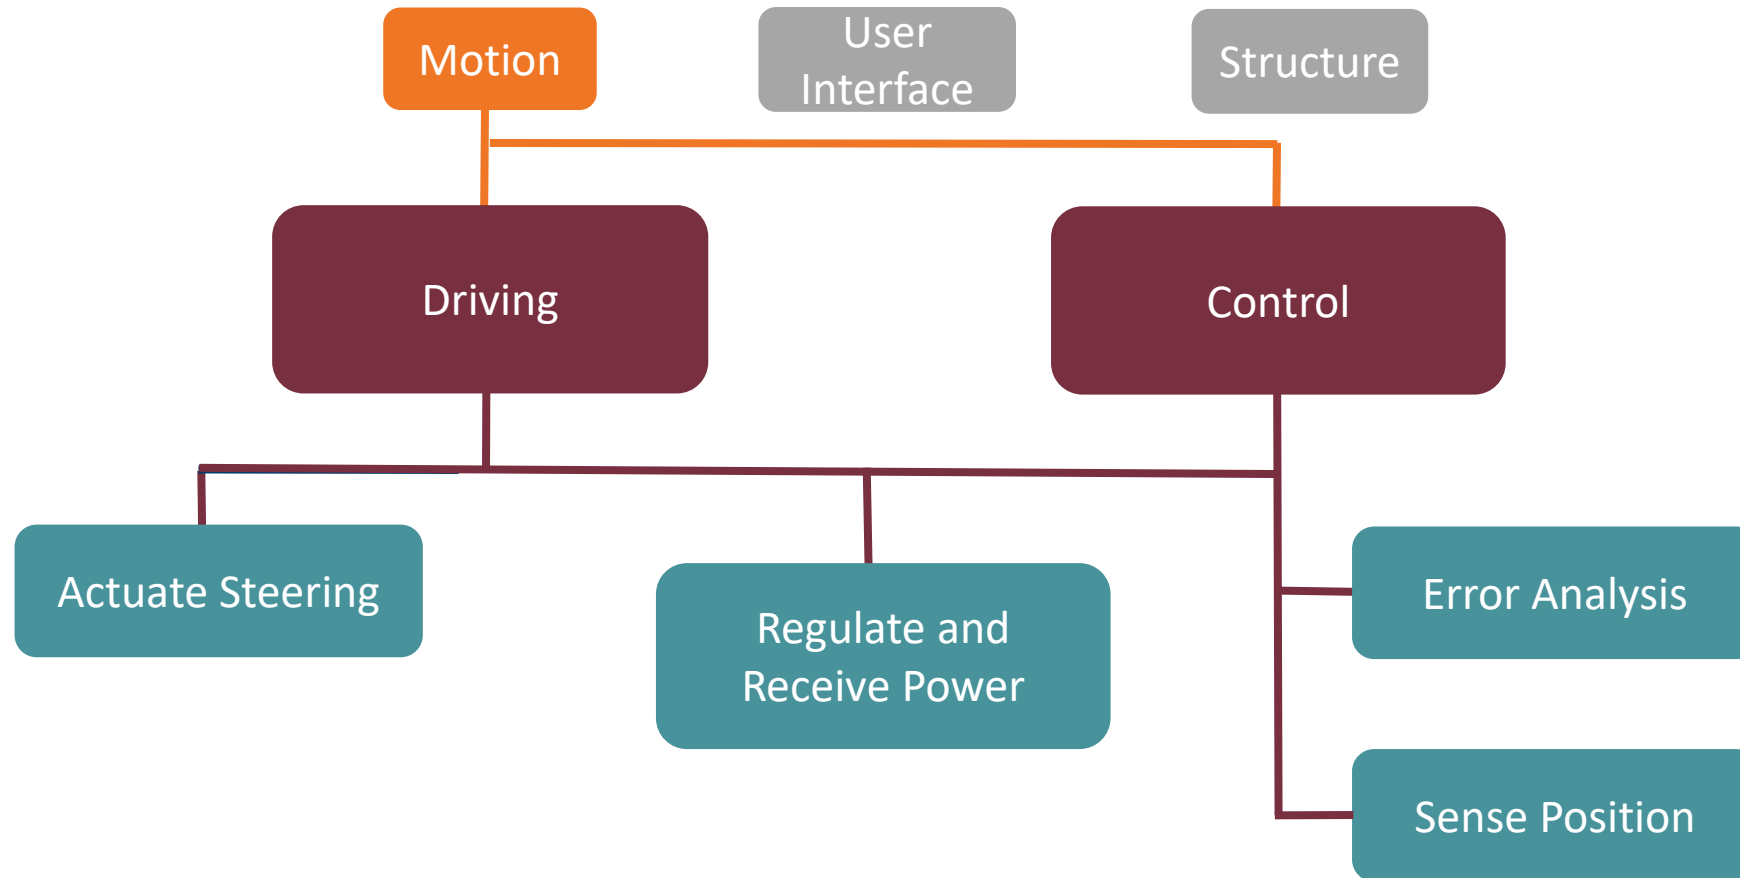 Motion
User
Interface
Structure
Driving
Control
Actuate Steering
Regulate and
Receive Power
Error Analysis
Sense Position